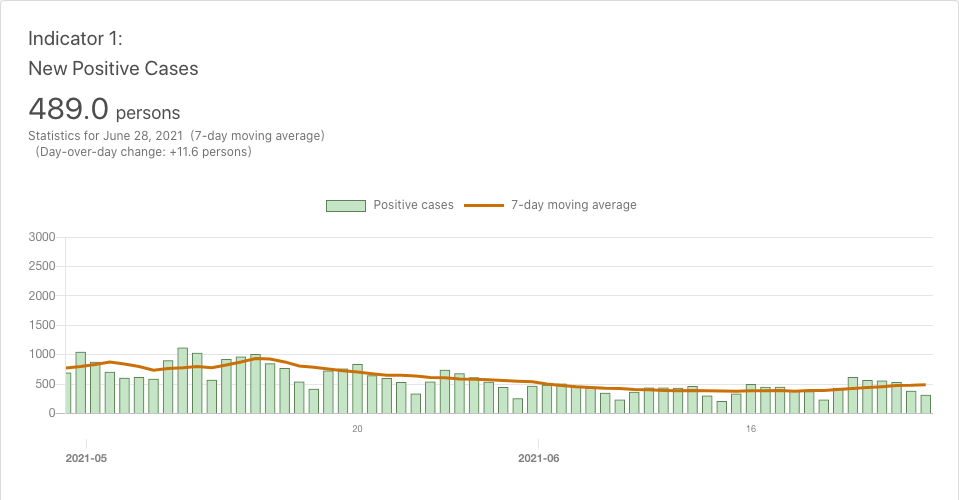 Indicator 1:
New Positive Cases
489.0 persons
Statistics for June 28, 2021 (7-day moving average)
(Day-over-day change: +11.6 persons)
Positive cases 7-day moving average
3000
2500
2000
1500
1000
500
0
20 16
2021-05 2021-06